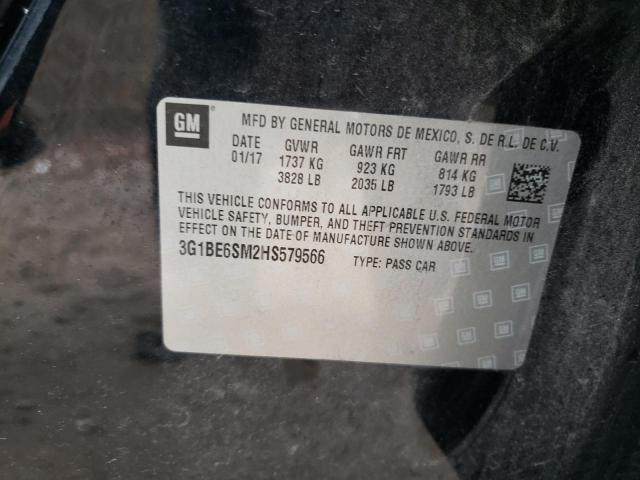 GM
MFD BY GENERAL MOTORS DE MEXICO, S. DE R.L. DE C.V.
DATE GVWR GAWR FRT GAWR RR
01/17 1737 KG 923 KG 814 KG
3828 LB 2035 LB 1793 LB
THIS VEHICLE CONFORMS TO ALL APPLICABLE U.S. FEDERAL MOTOR
VEHICLE SAFETY, BUMPER, AND THEFT PREVENTION STANDARDS IN
EFFECT ON THE DATE OF MANUFACTURE SHOWN ABOVE.
3G1BE6SM2HS579566 TYPE: PASS CAR